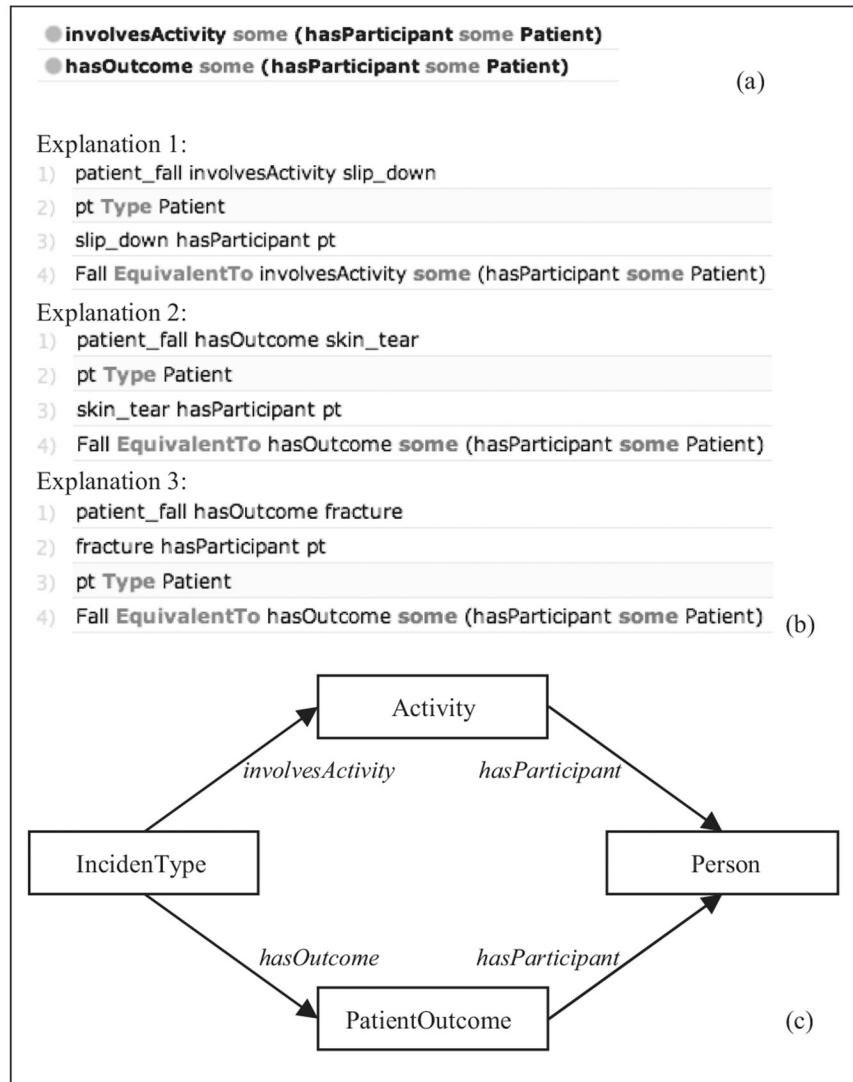 involvesActivity some (hasParticipant some Patient)
hasOutcome some (hasParticipant some Patient)
(a)
Explanation 1:
1) patient_fall involvesActivity slip_down
2) pt Type Patient
3) slip_down hasParticipant pt
4) Fall EquivalentTo involvesActivity some (hasParticipant some Patient)
Explanation 2:
1) patient_fall hasOutcome skin_tear
2) pt Type Patient
3) skin_tear hasParticipant pt
4) Fall EquivalentTo hasOutcome some (hasParticipant some Patient)
Explanation 3:
1) patient_fall hasOutcome fracture
2) fracture hasParticipant pt
3) pt Type Patient
4) Fall EquivalentTo hasOutcome some (hasParticipant some Patient)
(b)
Activity
involvesActivity hasParticipant
IncidenType Person
hasOutcome hasParticipant
PatientOutcome
(c)